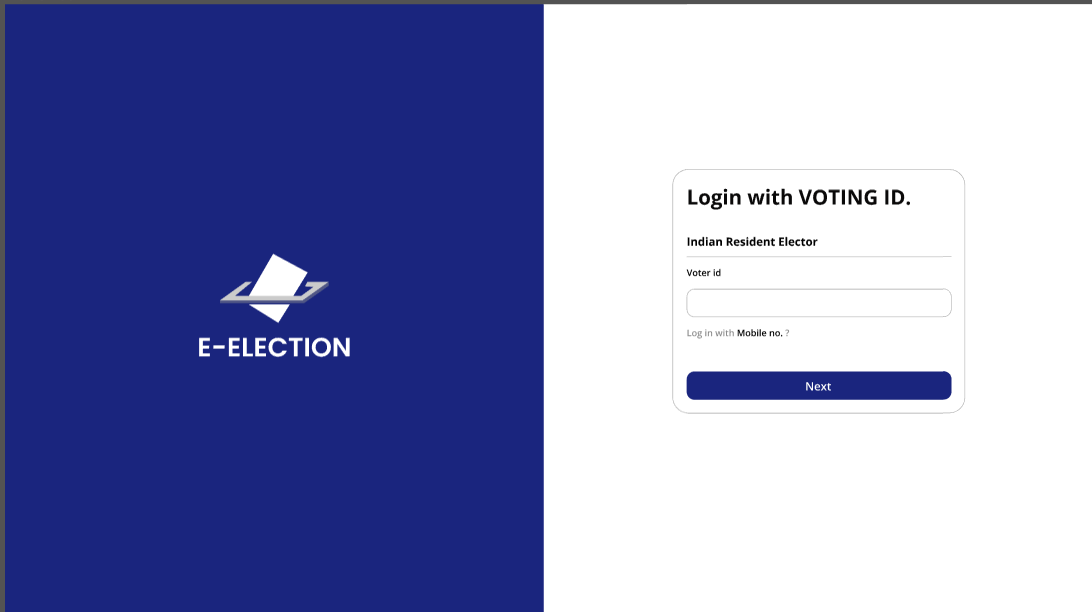 E-ELECTION
Login with VOTING ID.
Indian Resident Elector
Voter id
Log in with Mobile no. ?
Next